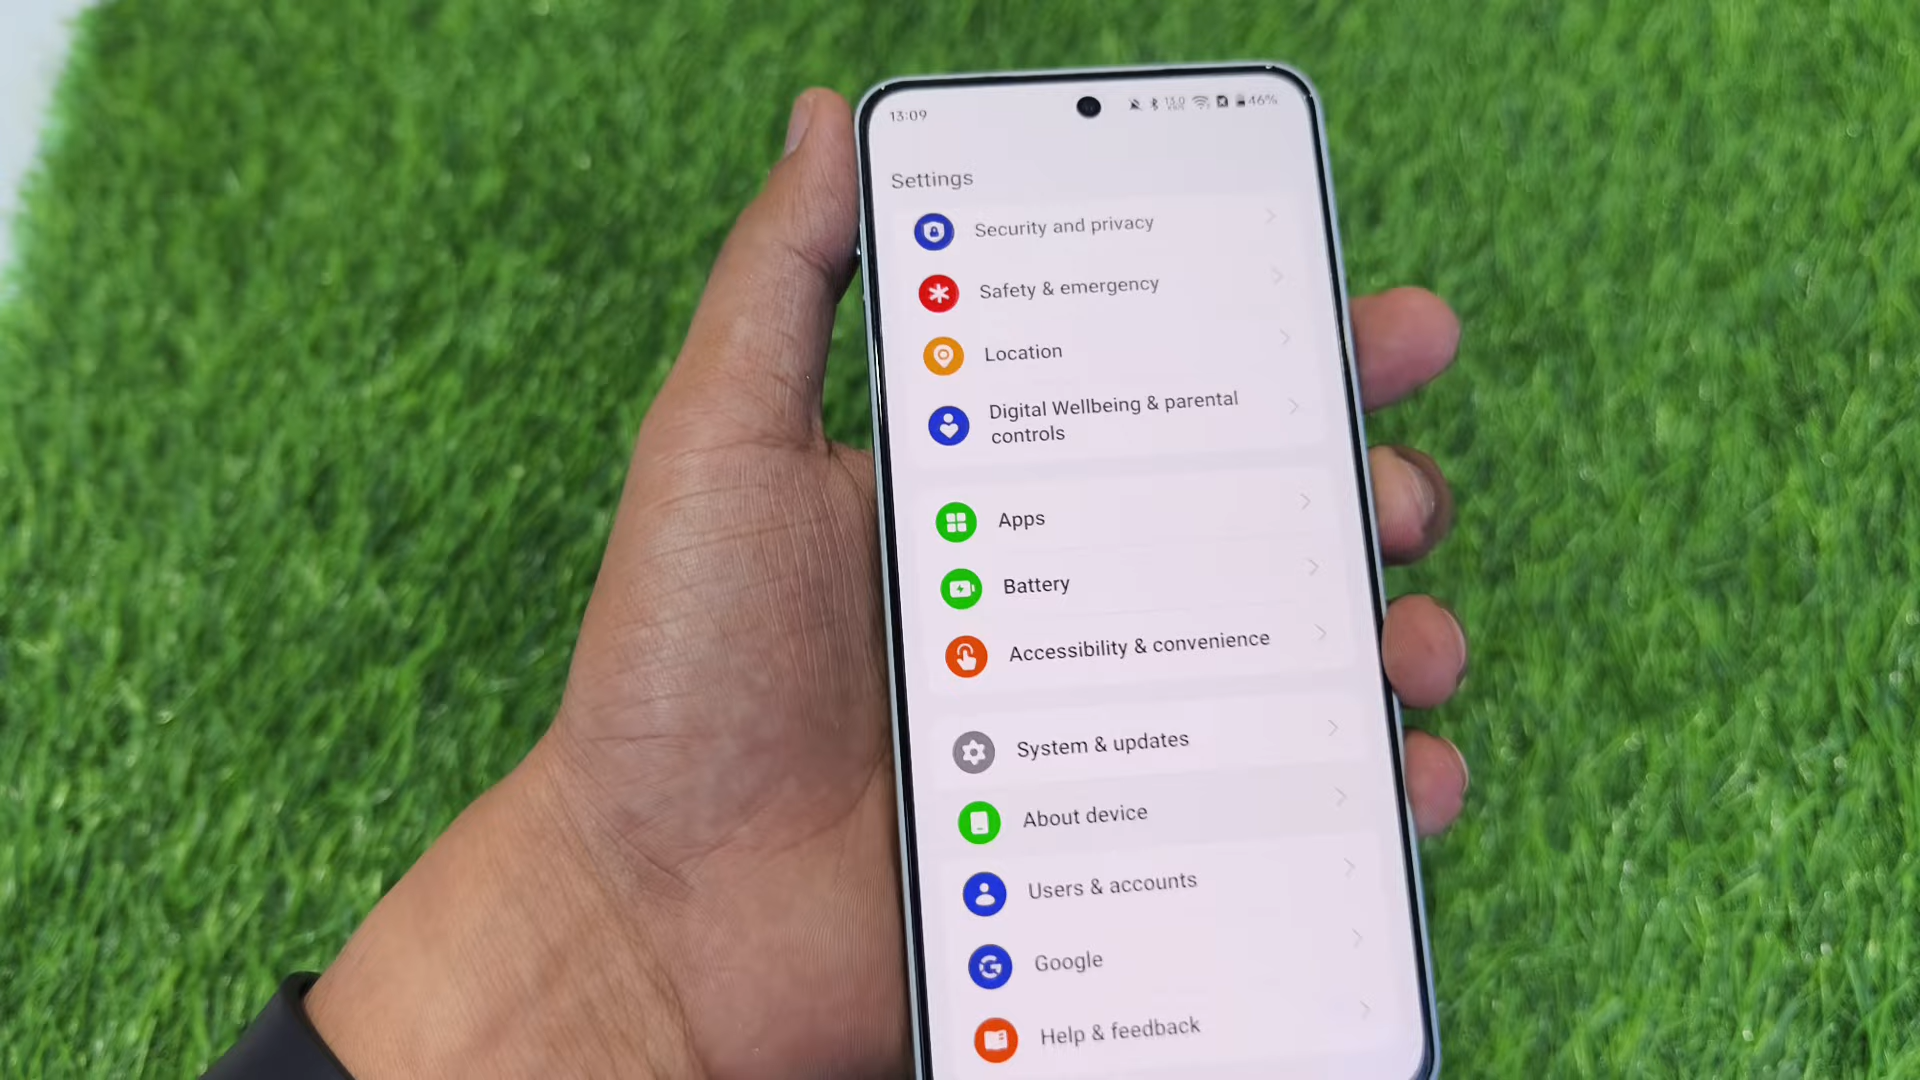 13:09
46%
Settings
Security and privacy
Safety & emergency
Location
Digital Wellbeing & parental
controls
Apps
Battery
Accessibility & convenience
System & updates
About device
Users & accounts
Google
Help & feedback